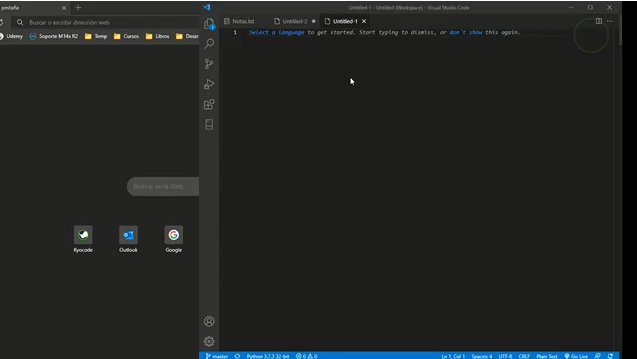 pestaña
Buscar o escribir dirección web
Udemy
Soporte M14x R2
Temp
Cursos
Libros
Desar
Buscar en la Web
Kyocode
Outlook
Google
Untitled-1 - Untitled (Workspace) - Visual Studio Code
Notas.txt
Untitled-2
Untitled-1
1
Select a language to get started. Start typing to dismiss, or don't show this again.
1
master
Python 3.7.3 32-bit
0
0
Ln 1, Col 1
Spaces: 4
UTF-8
CRLF
Plain Text
Go Live